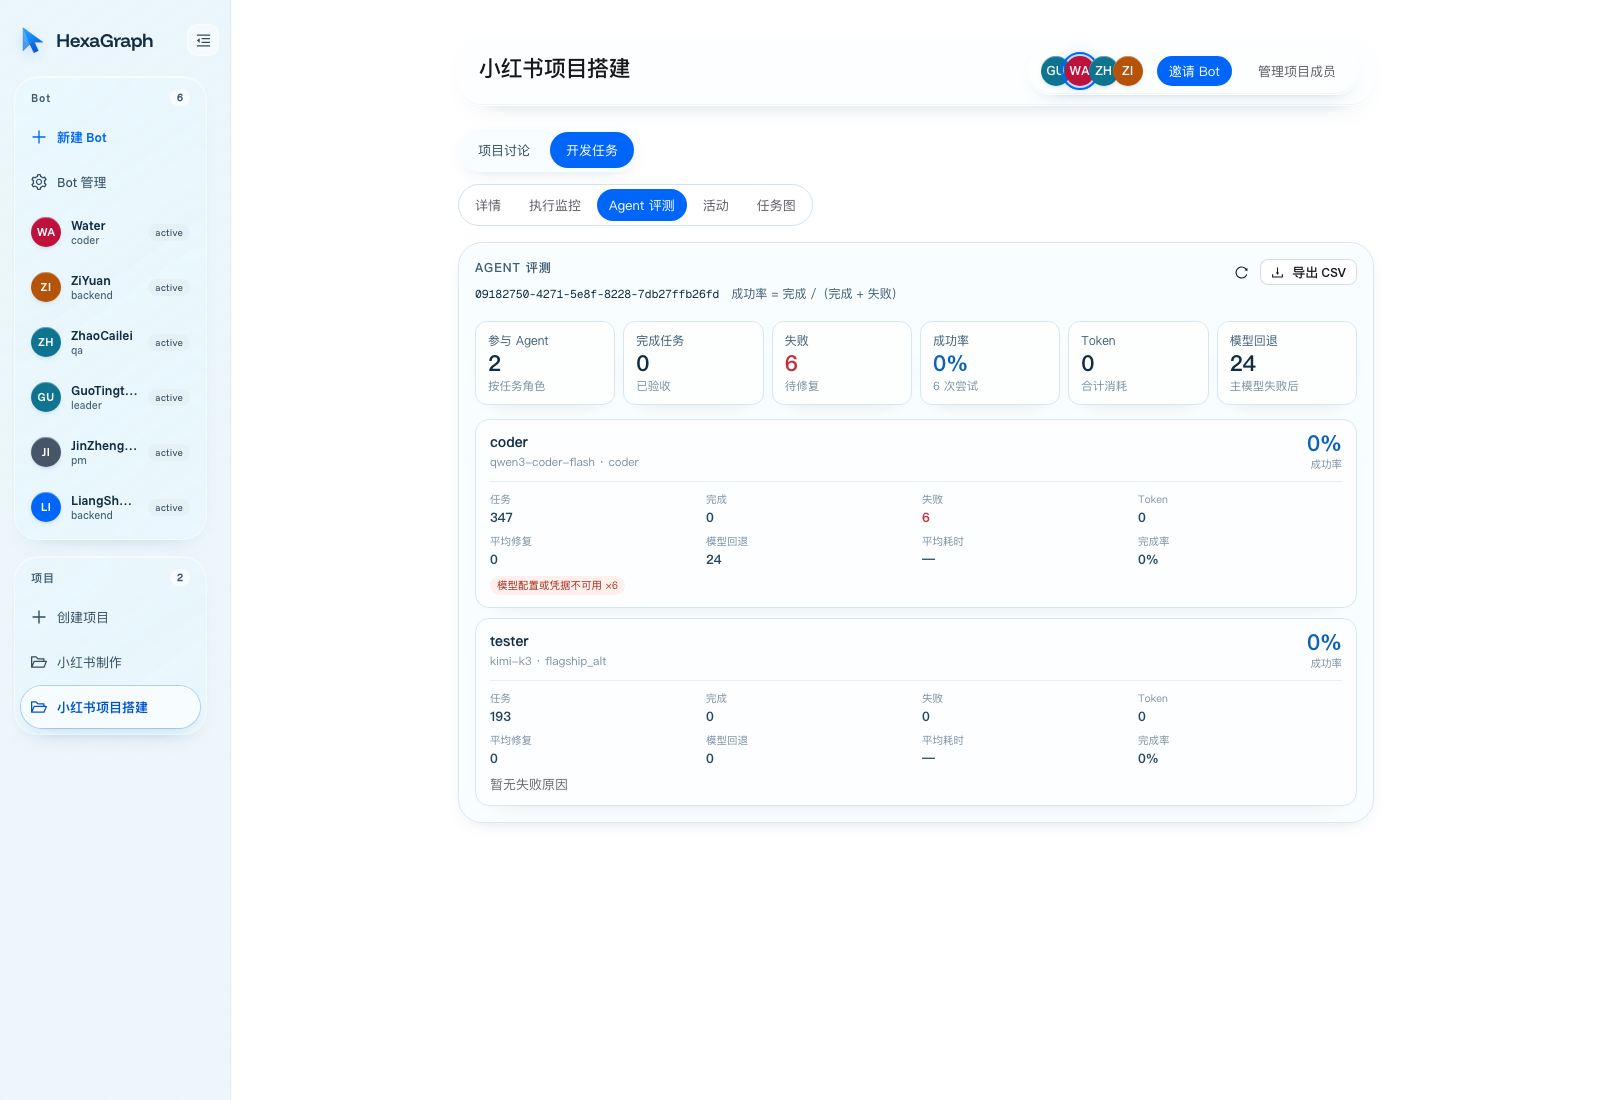 HexaGraph
Bot 6
新建 Bot
Bot 管理
WA Water active
coder
ZI ZiYuan active
backend
ZH ZhaoCailei active
qa
GU GuoTingt... active
leader
JI JinZheng... active
pm
LI LiangSh... active
backend
项目 2
创建项目
小红书制作
小红书项目搭建
小红书项目搭建
GU WA ZH ZI 邀请 Bot 管理项目成员
项目讨论 开发任务
详情 执行监控 Agent 评测 活动 任务图
AGENT 评测
导出 CSV
09182750-4271-5e8f-8228-7db27ffb26fd 成功率 = 完成 /（完成 + 失败）
参与 Agent 完成任务 失败 成功率 Token 模型回退
2 0 6 0% 0 24
按任务角色 已验收 待修复 6 次尝试 合计消耗 主模型失败后
coder 0%
qwen3-coder-flash · coder 成功率
任务 完成 失败 Token
347 0 6 0
平均修复 模型回退 平均耗时 完成率
0 24 — 0%
模型配置或凭据不可用 ×6
tester 0%
kimi-k3 · flagship_alt 成功率
任务 完成 失败 Token
193 0 0 0
平均修复 模型回退 平均耗时 完成率
0 0 — 0%
暂无失败原因